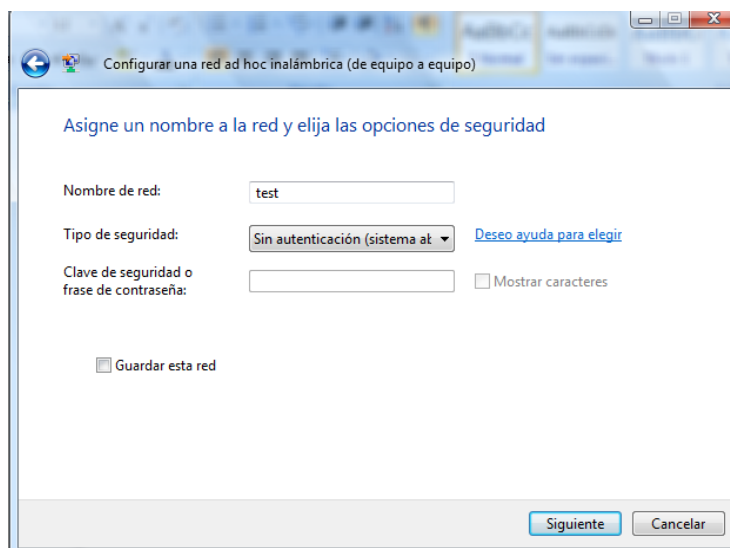 Configurar una red ad hoc inalámbrica (de equipo a equipo)
Asigne un nombre a la red y elija las opciones de seguridad
Nombre de red: test
Tipo de seguridad: Sin autenticación (sistema ab Deseo ayuda para elegir
Clave de seguridad o
frase de contraseña: Mostrar caracteres
Guardar esta red
Siguiente Cancelar